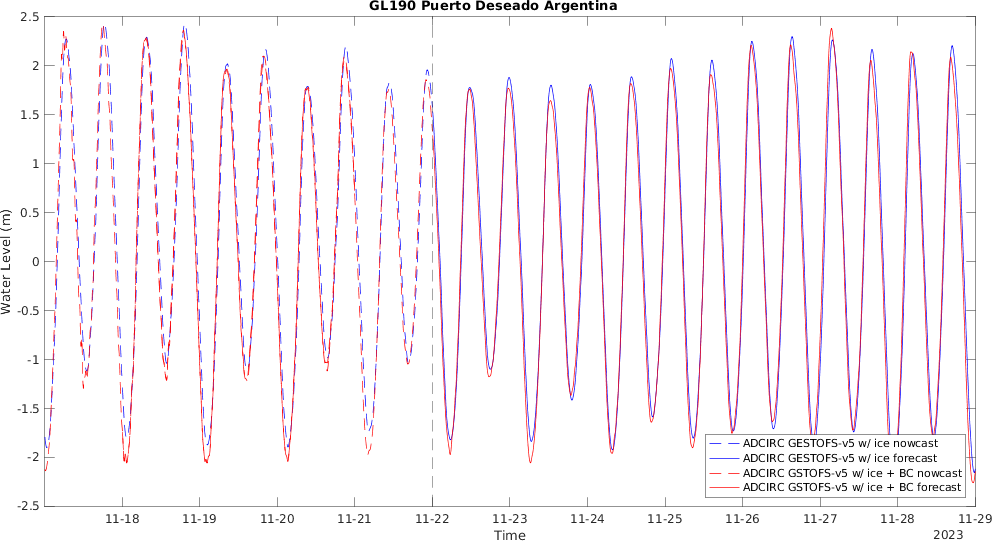 GL190 Puerto Deseado Argentina
2.5
2
1.5
1
0.5
0
-0.5
-1
-1.5
-2
-2.5
Water Level (m)
ADCIRC GESTOFS-v5 w/ ice nowcast
ADCIRC GESTOFS-v5 w/ ice forecast
ADCIRC GSTOFS-v5 w/ ice + BC nowcast
ADCIRC GSTOFS-v5 w/ ice + BC forecast
11-18 11-19 11-20 11-21 11-22 11-23 11-24 11-25 11-26 11-27 11-28 11-29
Time
2023